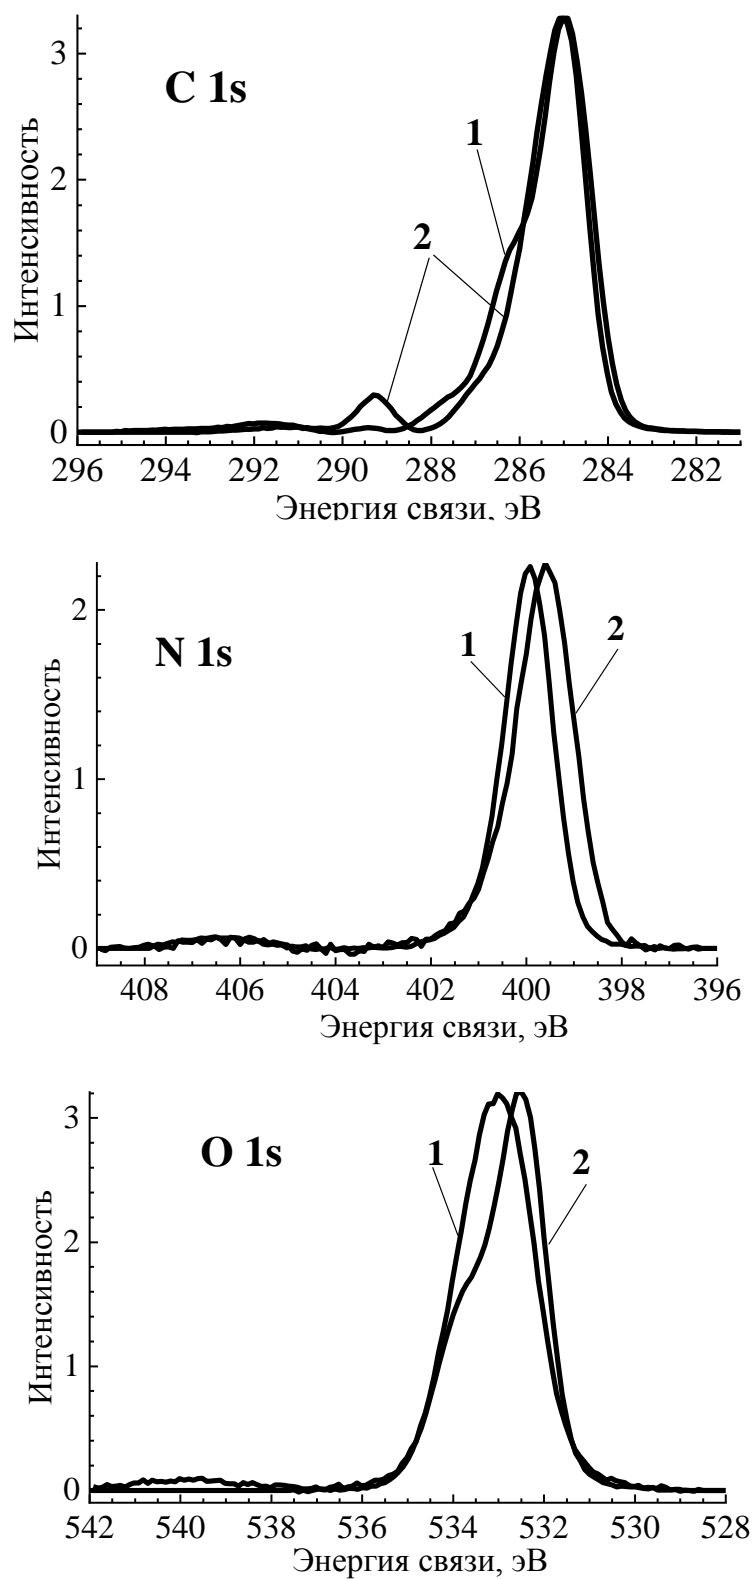 3
C 1s
1
2
2
1
0
296 294 292 290 288 286 284 282
Интенсивность
Энергия связи, эВ
2
N 1s
1
2
1
0
408 406 404 402 400 398 396
Интенсивность
Энергия связи, эВ
3
O 1s
1
2
2
1
0
542 540 538 536 534 532 530 528
Интенсивность
Энергия связи, эВ